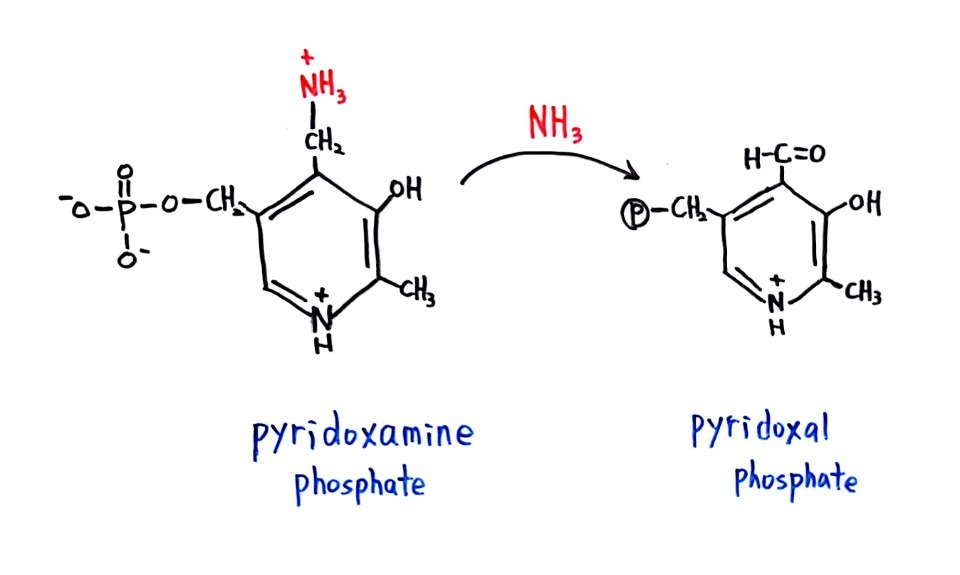 +
NH₃
CH₂
O
⁻O-P-O-CH₂
O⁻
OH
CH₃
+
N
H
NH₃
H-C=O
Ⓟ-CH₂
OH
CH₃
+
N
H
pyridoxamine
phosphate
pyridoxal
phosphate